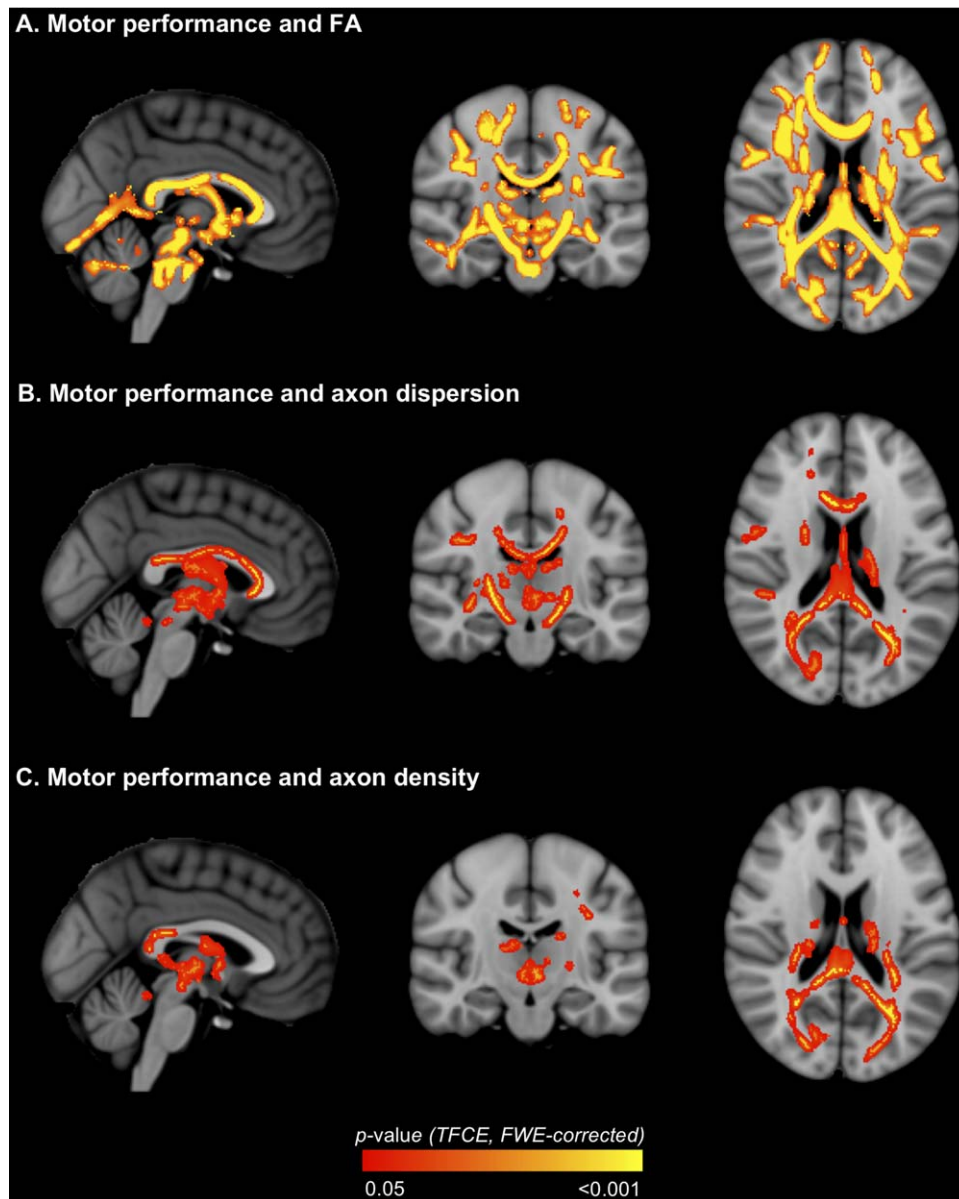 A. Motor performance and FA
B. Motor performance and axon dispersion
C. Motor performance and axon density
p-value (TFCE, FWE-corrected)
0.05 <0.001